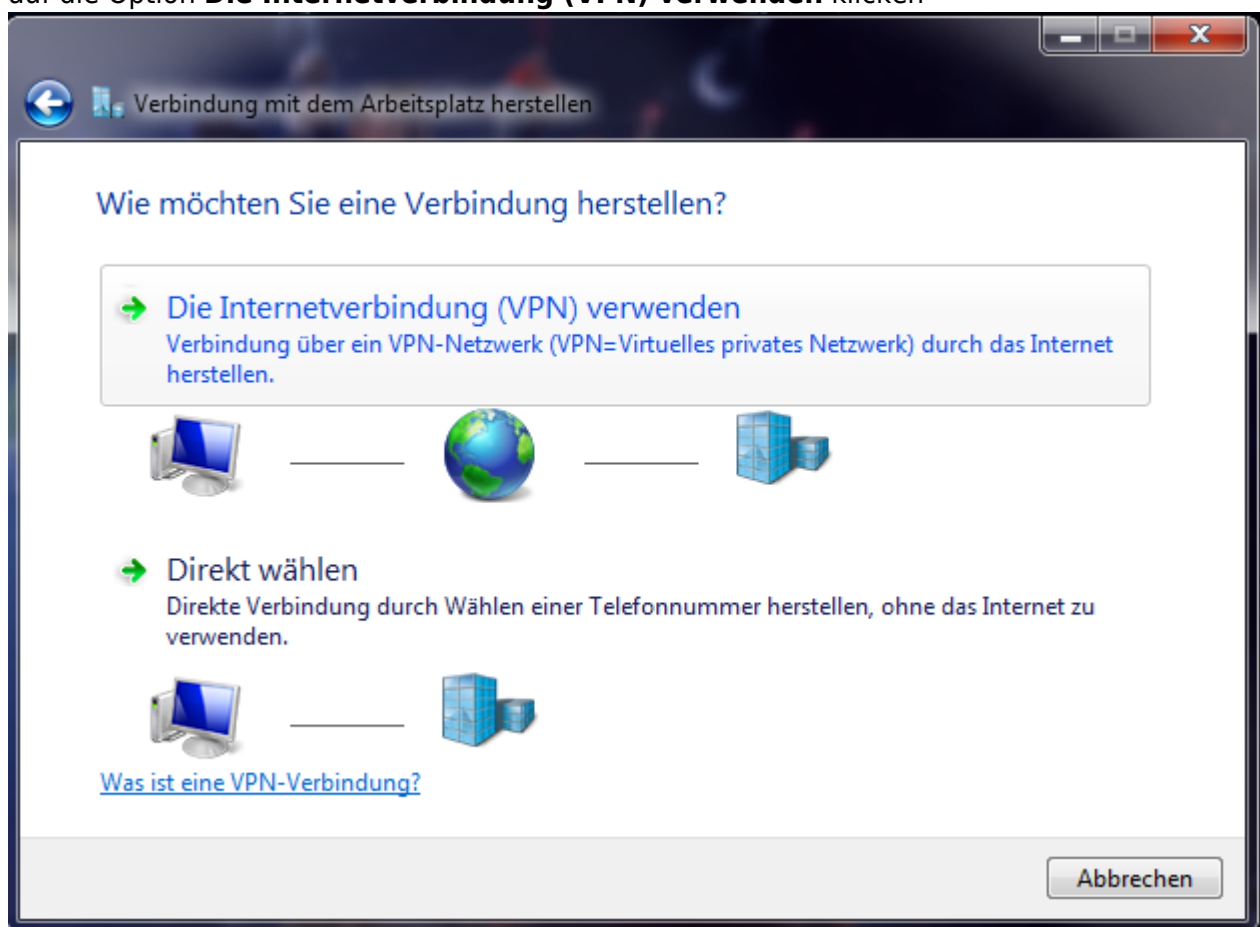 auf die Option Die Internetverbindung (VPN) verwenden klicken
Verbindung mit dem Arbeitsplatz herstellen
Wie möchten Sie eine Verbindung herstellen?
Die Internetverbindung (VPN) verwenden
Verbindung über ein VPN-Netzwerk (VPN=Virtuelles privates Netzwerk) durch das Internet
herstellen.
Direkt wählen
Direkte Verbindung durch Wählen einer Telefonnummer herstellen, ohne das Internet zu
verwenden.
Was ist eine VPN-Verbindung?
Abbrechen